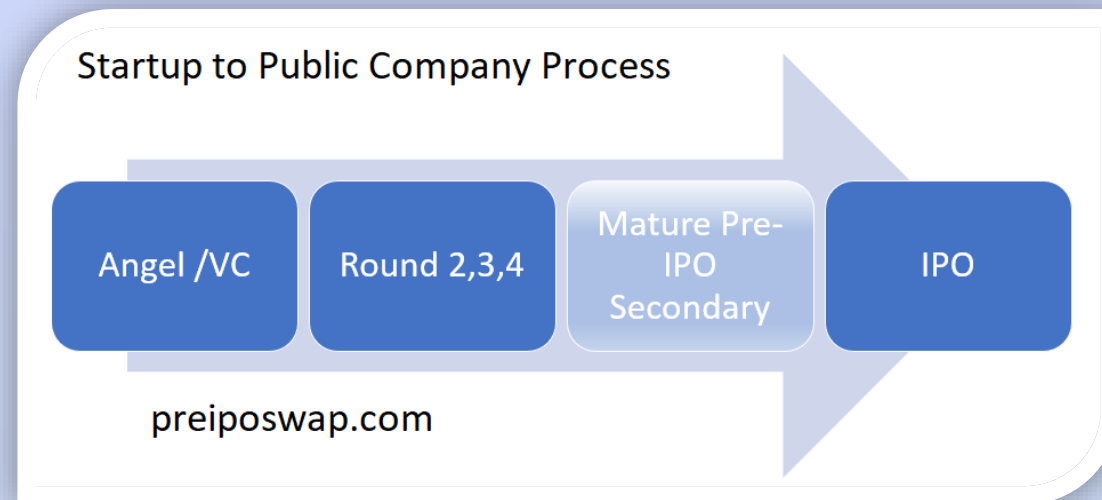 Startup to Public Company Process
Angel /VC
Round 2,3,4
Mature Pre-
IPO
Secondary
IPO
preiposwap.com